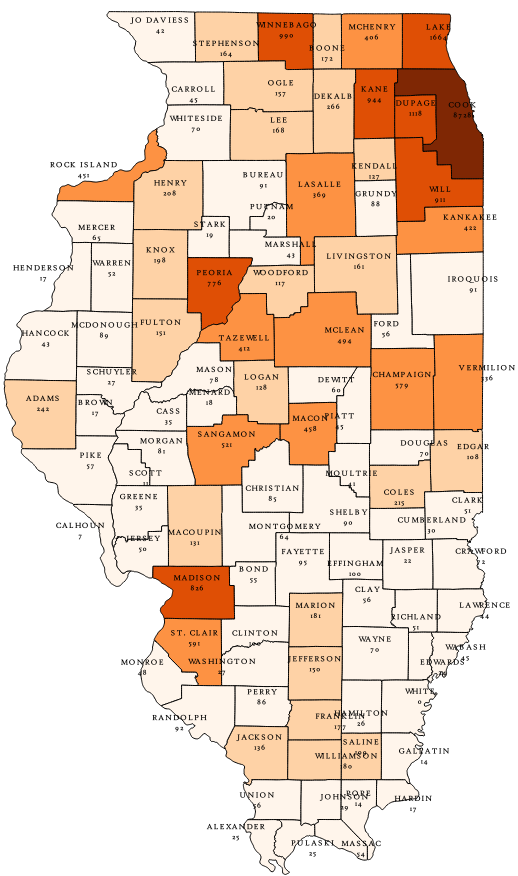 JO DAVIESS
42
STEPHENSON
164
WINNEBAGO
990
BOONE
172
MCHENRY
406
LAKE
1664
CARROLL
45
OGLE
157
DEKALB
266
KANE
944
DUPAGE
1118
COOK
WHITESIDE
70
LEE
168
ROCK ISLAND
451
HENRY
208
BUREAU
91
LASALLE
369
KENDALL
127
GRUNDY
88
WILL
911
PUTNAM
20
KANKAKEE
422
MERCER
65
STARK
19
KNOX
198
MARSHALL
43
HENDERSON
17
WARREN
52
PEORIA
776
WOODFORD
117
LIVINGSTON
161
IROQUOIS
91
HANCOCK
43
MCDONOUGH
89
FULTON
151
TAZEWELL
412
MCLEAN
494
FORD
56
SCHUYLER
27
MASON
78
LOGAN
128
DEWITT
60
CHAMPAIGN
579
VERMILION
336
ADAMS
242
BROWN
17
MENARD
18
CASS
35
MACON
458
PIATT
SANGAMON
521
MORGAN
81
DOUGLAS
70
EDGAR
108
PIKE
57
SCOTT
11
MOULTRIE
41
CHRISTIAN
85
COLES
215
GREENE
35
CLARK
51
CALHOUN
7
JERSEY
50
MACOUPIN
131
MONTGOMERY
64
SHELBY
90
CUMBERLAND
30
FAYETTE
95
EFFINGHAM
100
JASPER
22
CRAWFORD
72
MADISON
826
BOND
55
CLAY
56
MARION
181
RICHLAND
51
LAWRENCE
44
ST. CLAIR
591
CLINTON
WAYNE
70
WABASH
45
MONROE
48
WASHINGTON
27
JEFFERSON
150
EDWARDS
PERRY
86
WHITE
RANDOLPH
92
FRANKLIN
177
HAMILTON
26
JACKSON
136
SALINE
WILLIAMSON
GALLATIN
14
UNION
56
JOHNSON
29
POPE
14
HARDIN
17
ALEXANDER
25
PULASKI
25
MASSAC
54